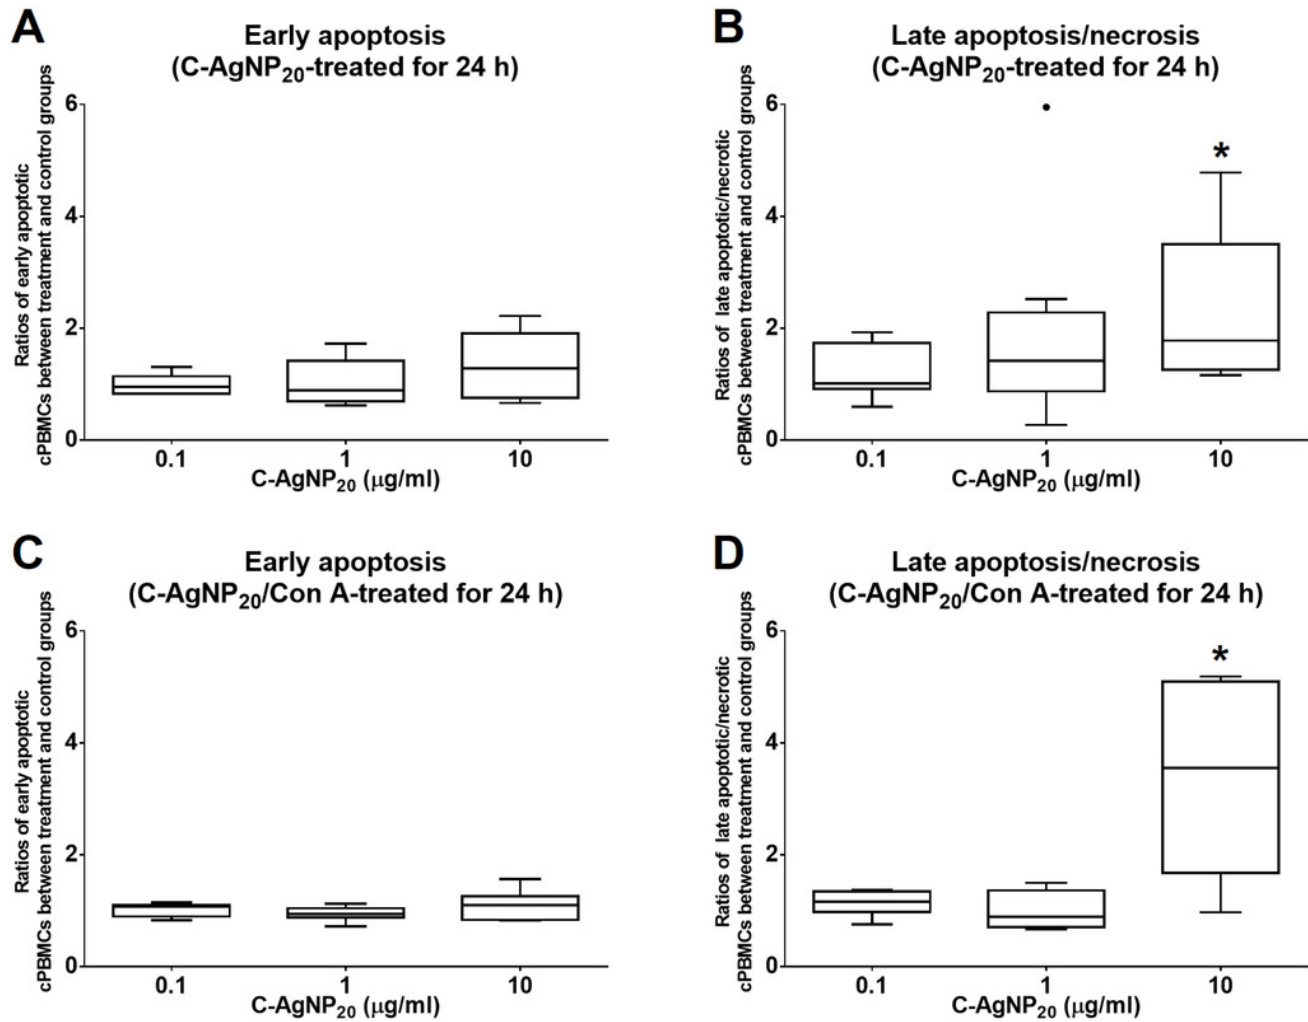 A
Early apoptosis
(C-AgNP20-treated for 24 h)
Ratios of early apoptotic
cPBMCs between treatment and control groups
6
4
2
0
0.1 1 10
C-AgNP20 (μg/ml)
B
Late apoptosis/necrosis
(C-AgNP20-treated for 24 h)
Ratios of late apoptotic/necrotic
cPBMCs between treatment and control groups
6
4
2
0
*
0.1 1 10
C-AgNP20 (μg/ml)
C
Early apoptosis
(C-AgNP20/Con A-treated for 24 h)
Ratios of early apoptotic
cPBMCs between treatment and control groups
6
4
2
0
0.1 1 10
C-AgNP20 (μg/ml)
D
Late apoptosis/necrosis
(C-AgNP20/Con A-treated for 24 h)
Ratios of late apoptotic/necrotic
cPBMCs between treatment and control groups
6
4
2
0
*
0.1 1 10
C-AgNP20 (μg/ml)